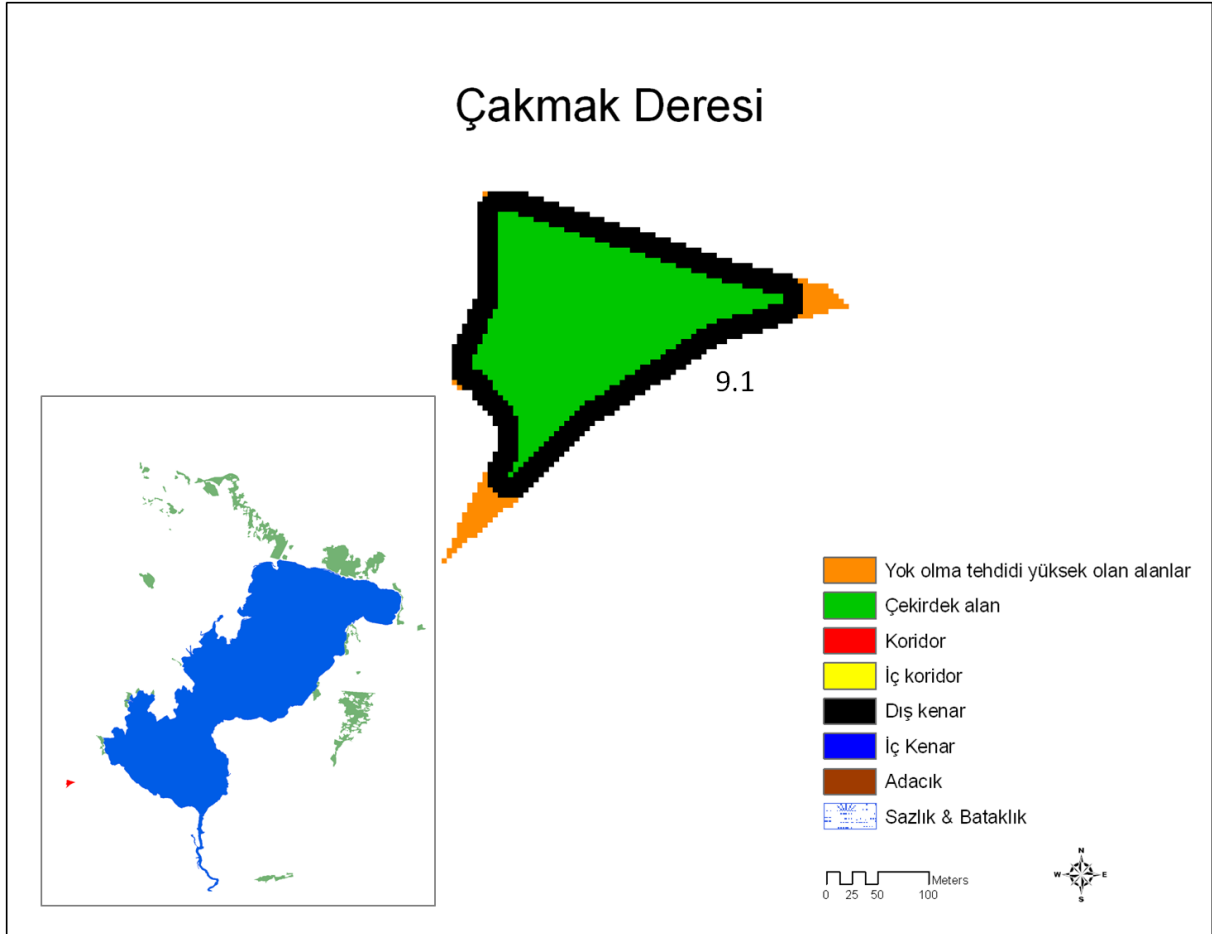 Çakmak Deresi
9.1
Yok olma tehdidi yüksek olan alanlar
Çekirdek alan
Koridor
İç koridor
Dış kenar
İç Kenar
Adacık
Sazlık & Bataklık
Meters
0 25 50 100
N
W E
S